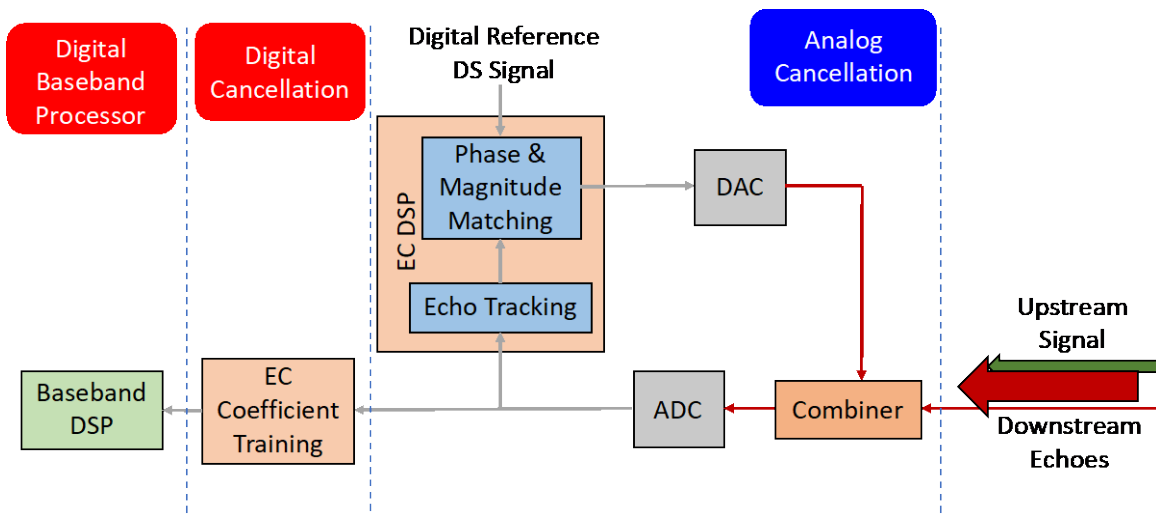 Digital
Baseband
Processor
Digital
Cancellation
Digital Reference
DS Signal
Analog
Cancellation
Phase &
Magnitude
Matching
EC DSP
DAC
Echo Tracking
Upstream
Signal
Baseband
DSP
EC
Coefficient
Training
ADC
Combiner
Downstream
Echoes